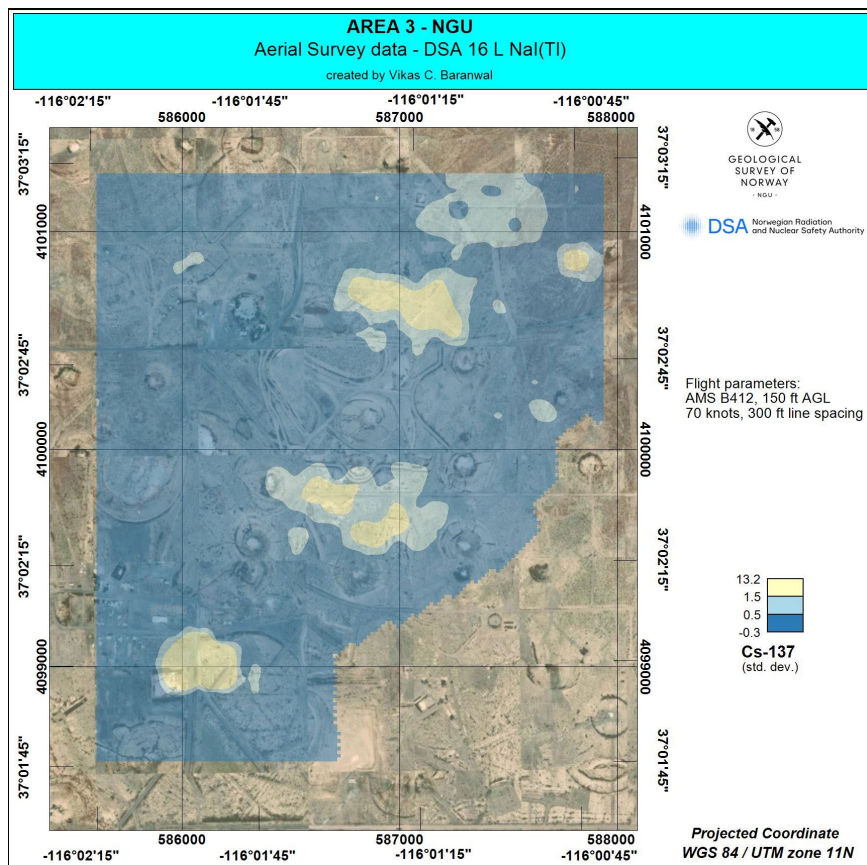 AREA 3 - NGU
Aerial Survey data - DSA 16 L NaI(Tl)
created by Vikas C. Baranwal
-116°02'15" -116°01'45" -116°01'15" -116°00'45"
586000 587000 588000
37°03'15" 37°03'15"
4101000 4101000
37°02'45" 37°02'45"
4100000 4100000
37°02'15" 37°02'15"
4099000 4099000
37°01'45" 37°01'45"
586000 587000 588000
-116°02'15" -116°01'45" -116°01'15" -116°00'45"
18 58
GEOLOGICAL
SURVEY OF
NORWAY
- NGU -
DSA Norwegian Radiation
and Nuclear Safety Authority
Flight parameters:
AMS B412, 150 ft AGL
70 knots, 300 ft line spacing
13.2
1.5
0.5
-0.3
Cs-137
(std. dev.)
Projected Coordinate
WGS 84 / UTM zone 11N